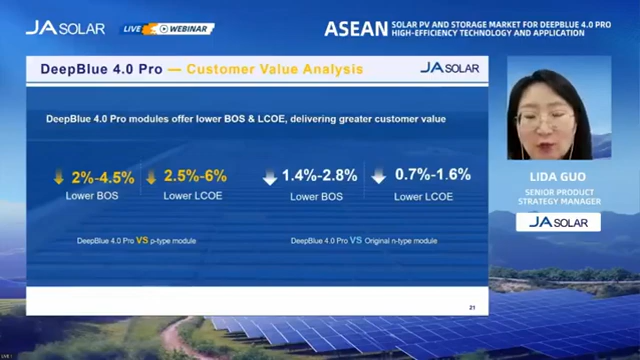 JA SOLAR
LIVE WEBINAR
ASEAN SOLAR PV AND STORAGE MARKET FOR DEEPBLUE 4.0 PRO
HIGH-EFFICIENCY TECHNOLOGY AND APPLICATION
DeepBlue 4.0 Pro — Customer Value Analysis
JA SOLAR
DeepBlue 4.0 Pro modules offer lower BOS & LCOE, delivering greater customer value
2%-4.5% 2.5%-6% 1.4%-2.8% 0.7%-1.6%
Lower BOS Lower LCOE Lower BOS Lower LCOE
DeepBlue 4.0 Pro VS p-type module
DeepBlue 4.0 Pro VS Original n-type module
21
LIDA GUO
SENIOR PRODUCT
STRATEGY MANAGER
JA SOLAR